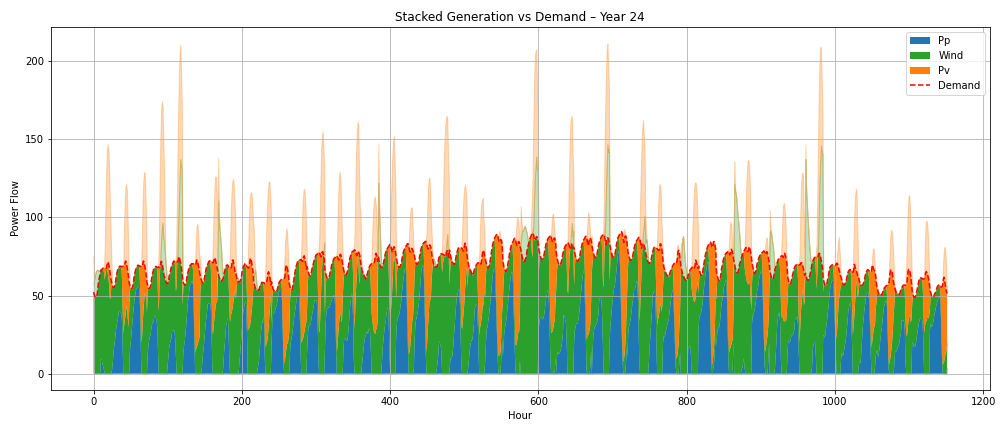 Stacked Generation vs Demand – Year 24
Pp
Wind
Pv
Demand
Power Flow
200
150
100
50
0
0
200
400
600
800
1000
1200
Hour